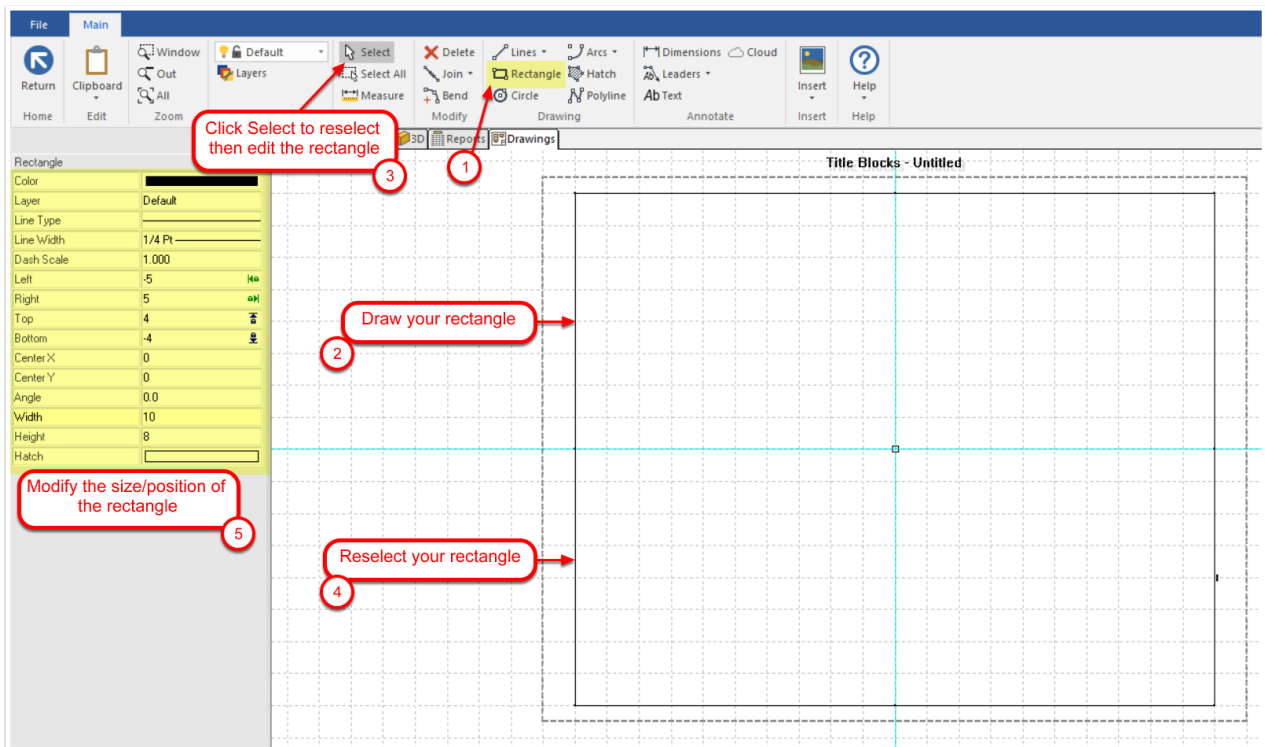 File Main
Return
Home
Clipboard
Edit
Window
Out
All
Zoom
Default
Layers
Select
Select All
Measure
Delete
Join
Bend
Modify
Lines Arcs
Rectangle Hatch
Circle Polyline
Drawing
Dimensions Cloud
Leaders
Ab Text
Annotate
Insert
Insert
Help
Help
Click Select to reselect
then edit the rectangle
3
1
3D Reports Drawings
Title Blocks - Untitled
Rectangle
Color
Layer Default
Line Type
Line Width 1/4 Pt
Dash Scale 1.000
Left -5
Right 5
Top 4
Bottom -4
Center X 0
Center Y 0
Angle 0.0
Width 10
Height 8
Hatch
Draw your rectangle
2
Modify the size/position of
the rectangle
5
Reselect your rectangle
4